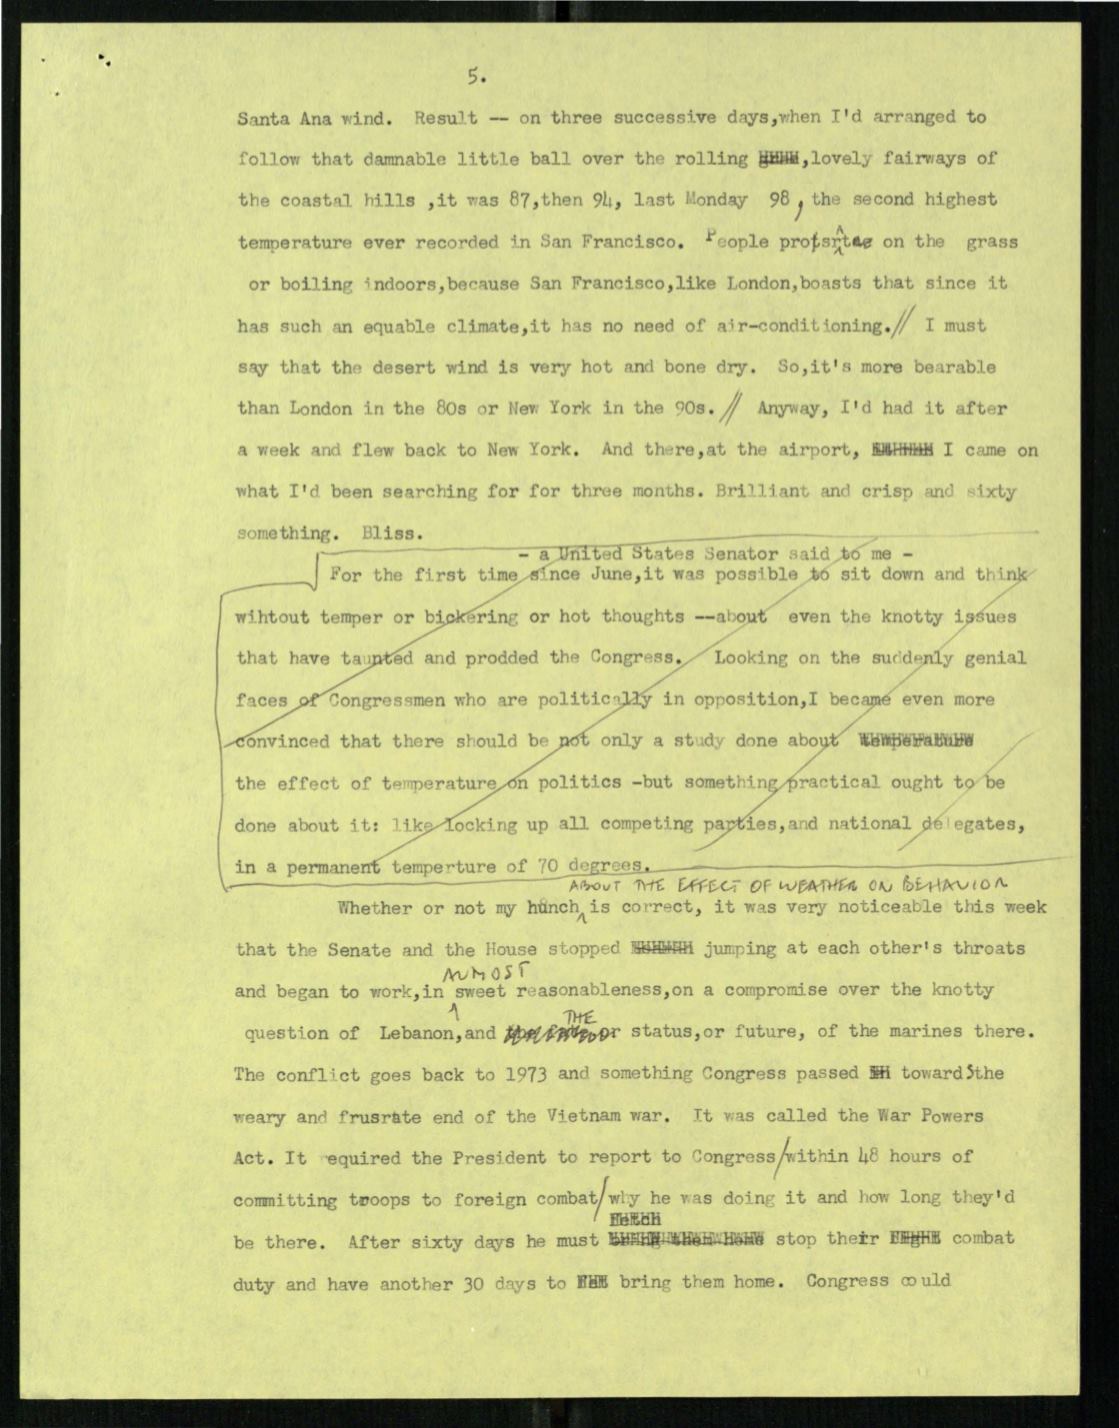 5.
Santa Ana wind. Result -- on three successive days,when I'd arranged to
follow that damnable little ball over the rolling ,lovely fairways of
the coastal hills ,it was 87,then 94, last Monday 98, the second highest
temperature ever recorded in San Francisco. People on the grass
or boiling indoors,because San Francisco,like London,boasts that since it
has such an equable climate,it has no need of air-conditioning.// I must
say that the desert wind is very hot and bone dry. So,it's more bearable
than London in the 80s or New York in the 90s.// Anyway, I'd had it after
a week and flew back to New York. And there,at the airport, I came on
what I'd been searching for for three months. Brilliant and crisp and sixty
something. Bliss.
- a United States Senator said to me -
For the first time since June,it was possible to sit down and think
wihtout temper or bickering or hot thoughts --about even the knotty issues
that have taunted and prodded the Congress. Looking on the suddenly genial
faces of Congressmen who are politically in opposition,I became even more
convinced that there should be not only a study done about temperature
the effect of temperature on politics -but something practical ought to be
done about it: like locking up all competing parties,and national delegates,
in a permanent temperture of 70 degrees.
ABOUT THE EFFECT OF WEATHER ON BEHAVIOR
Whether or not my hunch is correct, it was very noticeable this week
that the Senate and the House stopped jumping at each other's throats
ALMOST
and began to work,in sweet reasonableness,on a compromise over the knotty
THE
question of Lebanon,and or status,or future, of the marines there.
The conflict goes back to 1973 and something Congress passed towardS the
weary and frusrate end of the Vietnam war. It was called the War Powers
Act. It equired the President to report to Congress/within 48 hours of
committing troops to foreign combat/why he was doing it and how long they'd
Fetch
be there. After sixty days he must bring them home stop their combat
duty and have another 30 days to bring them home. Congress could